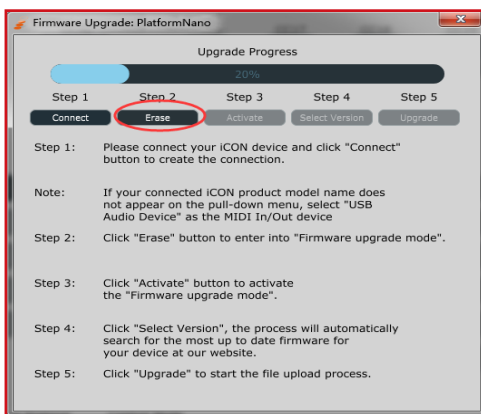 Firmware Upgrade: PlatformNano
Upgrade Progress
20%
Step 1 Step 2 Step 3 Step 4 Step 5
Connect Erase Activate Select Version Upgrade
Step 1: Please connect your iCON device and click "Connect"
button to create the connection.
Note: If your connected iCON product model name does
not appear on the pull-down menu, select "USB
Audio Device" as the MIDI In/Out device
Step 2: Click "Erase" button to enter into "Firmware upgrade mode".
Step 3: Click "Activate" button to activate
the "Firmware upgrade mode".
Step 4: Click "Select Version", the process will automatically
search for the most up to date firmware for
your device at our website.
Step 5: Click "Upgrade" to start the file upload process.